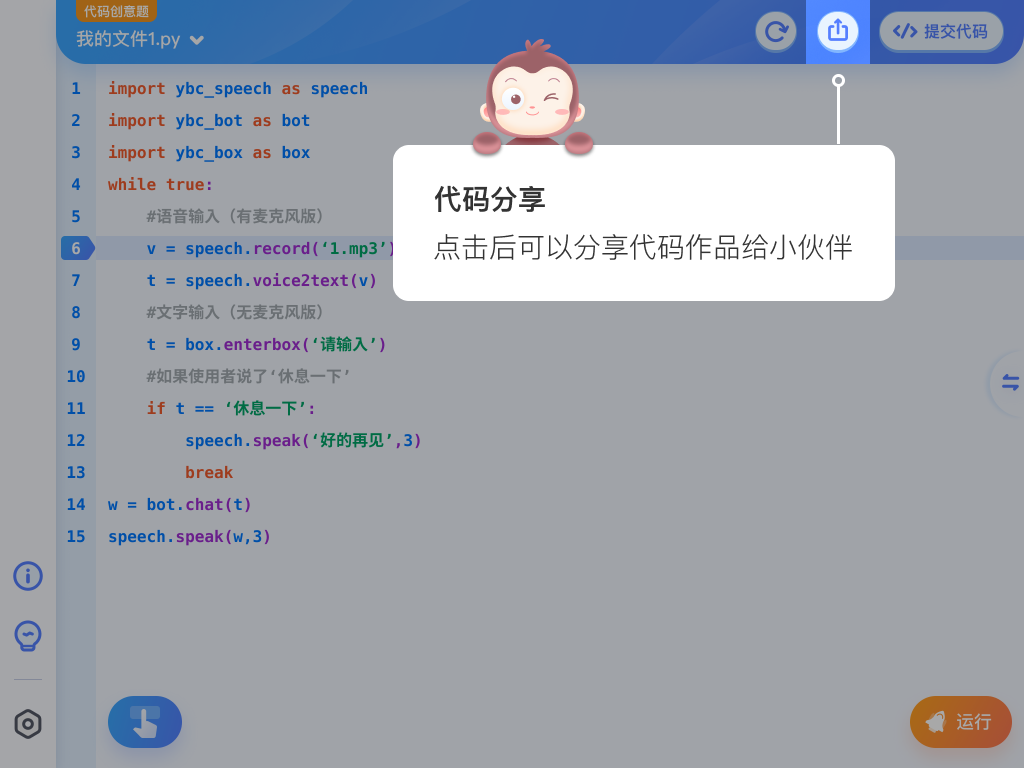 代码创意题
我的文件1.py
提交代码
1 import ybc_speech as speech
2 import ybc_bot as bot
3 import ybc_box as box
4 while true:
5 #语音输入（有麦克风版）
6 v = speech.record(‘1.mp3’)
7 t = speech.voice2text(v)
8 #文字输入（无麦克风版）
9 t = box.enterbox(‘请输入’)
10 #如果使用者说了‘休息一下’
11 if t == ‘休息一下’:
12 speech.speak(‘好的再见’,3)
13 break
14 w = bot.chat(t)
15 speech.speak(w,3)
代码分享
点击后可以分享代码作品给小伙伴
运行